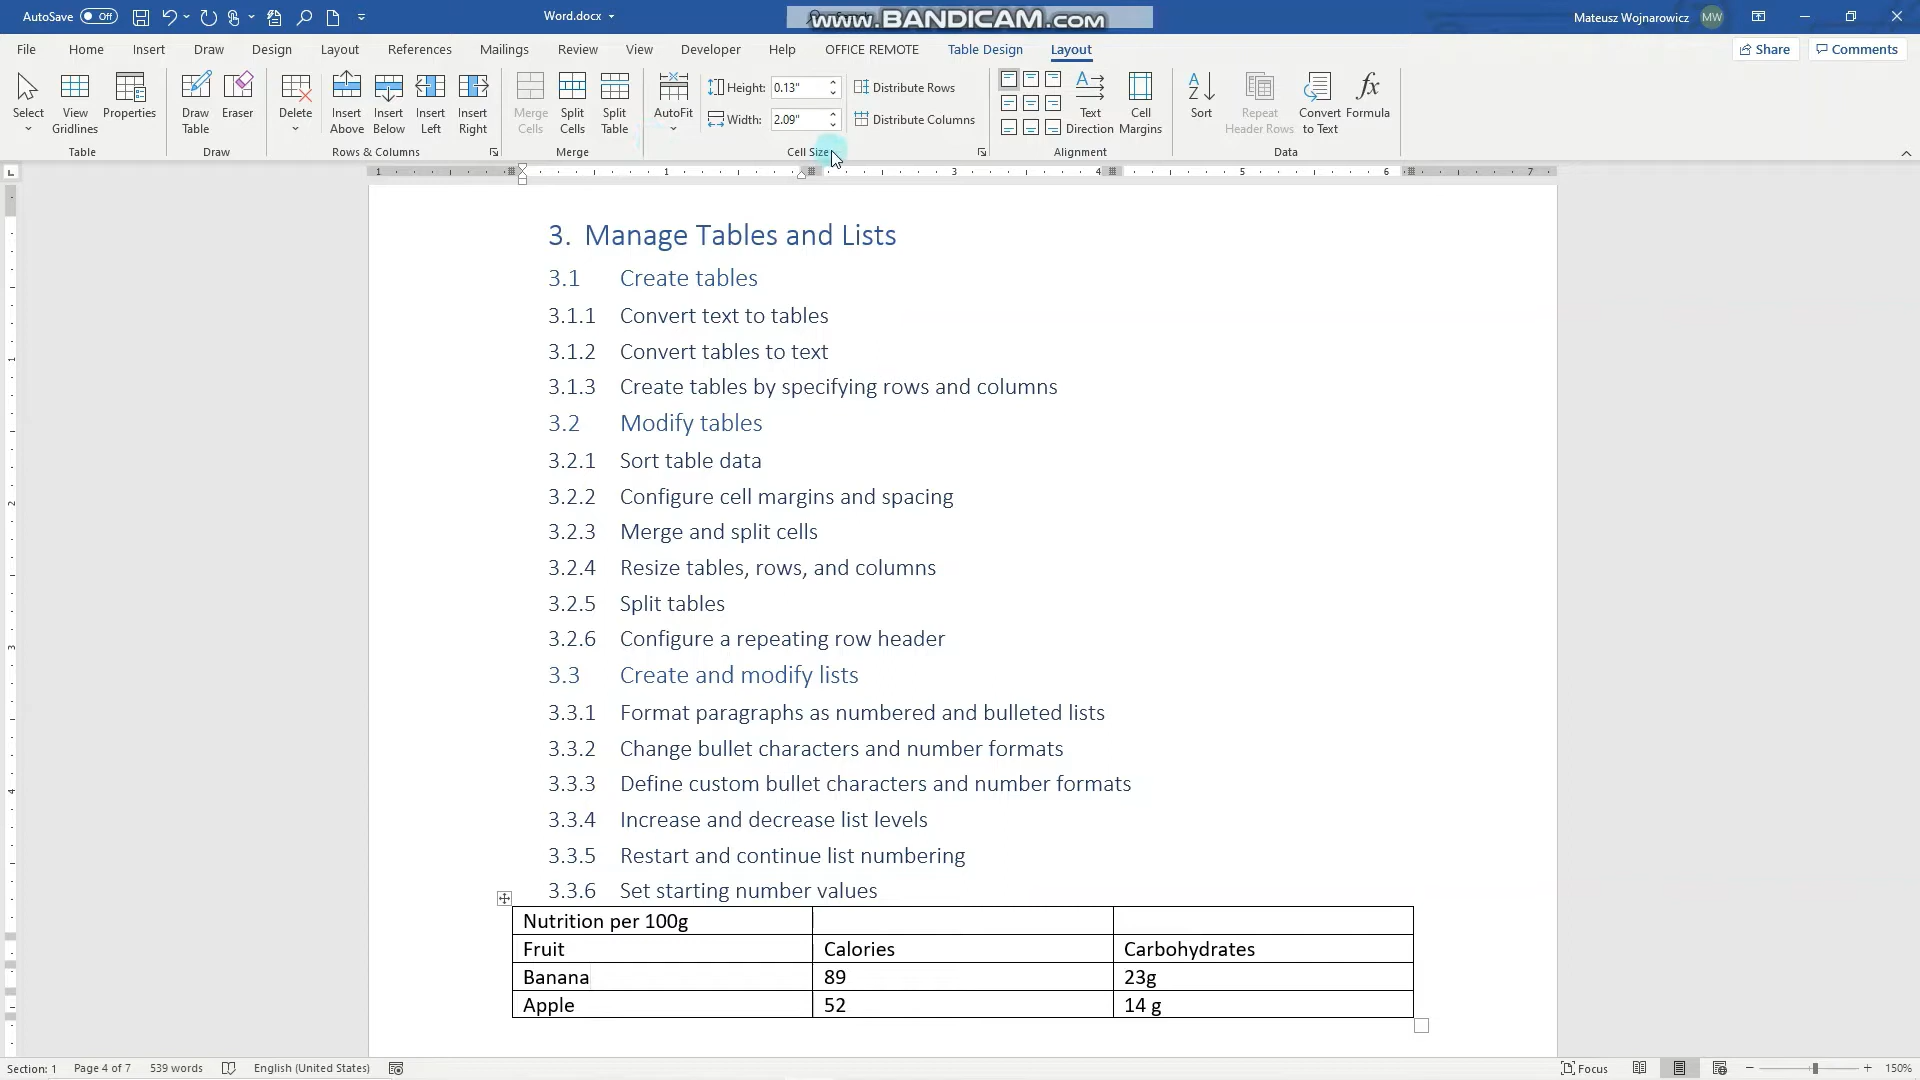 AutoSave Off
Word.docx
www.BANDICAM.COM
Mateusz Wojnarowicz MW
File Home Insert Draw Design Layout References Mailings Review View Developer Help OFFICE REMOTE Table Design Layout
Share Comments
Select
View Gridlines
Properties
Table
Draw Table
Eraser
Draw
Delete
Insert Above
Insert Below
Insert Left
Insert Right
Rows & Columns
Merge Cells
Split Cells
Split Table
Merge
AutoFit
Height: 0.13"
Width: 2.09"
Distribute Rows
Distribute Columns
Cell Size
Text Direction
Cell Margins
Alignment
A Z
Sort
Repeat Header Rows
Convert to Text
fx
Formula
Data
1 1 3 4 5 6 7
3. Manage Tables and Lists
3.1 Create tables
3.1.1 Convert text to tables
3.1.2 Convert tables to text
3.1.3 Create tables by specifying rows and columns
3.2 Modify tables
3.2.1 Sort table data
3.2.2 Configure cell margins and spacing
3.2.3 Merge and split cells
3.2.4 Resize tables, rows, and columns
3.2.5 Split tables
3.2.6 Configure a repeating row header
3.3 Create and modify lists
3.3.1 Format paragraphs as numbered and bulleted lists
3.3.2 Change bullet characters and number formats
3.3.3 Define custom bullet characters and number formats
3.3.4 Increase and decrease list levels
3.3.5 Restart and continue list numbering
3.3.6 Set starting number values
Nutrition per 100g
Fruit Calories Carbohydrates
Banana 89 23g
Apple 52 14 g
Section: 1 Page 4 of 7 539 words English (United States)
Focus
150%